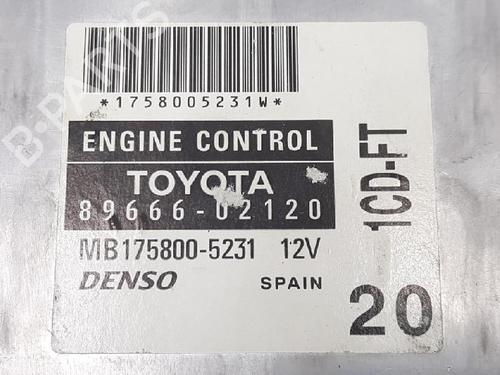 *1758005231W*
ENGINE CONTROL
TOYOTA
89666-02120
MB175800-5231 12V
DENSO SPAIN
1CD-FT
20
B-PARTS